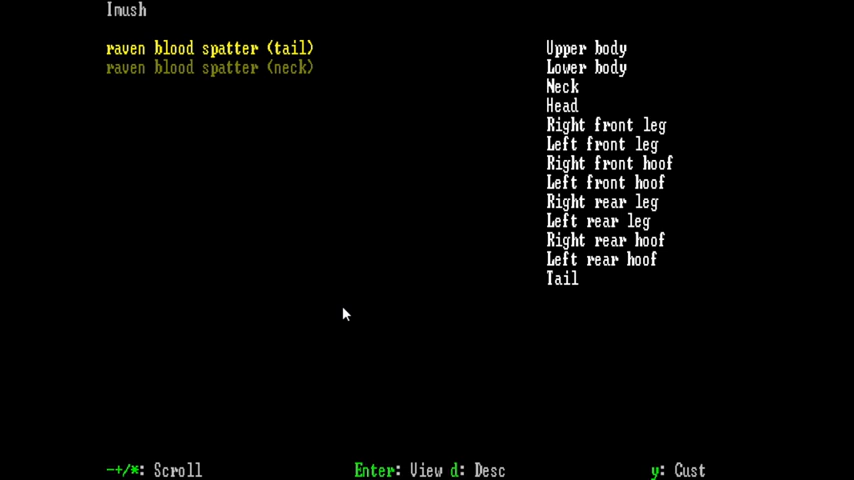 Imush
raven blood spatter (tail)
raven blood spatter (neck)
Upper body
Lower body
Neck
Head
Right front leg
Left front leg
Right front hoof
Left front hoof
Right rear leg
Left rear leg
Right rear hoof
Left rear hoof
Tail
-+/*: Scroll Enter: View d: Desc y: Cust